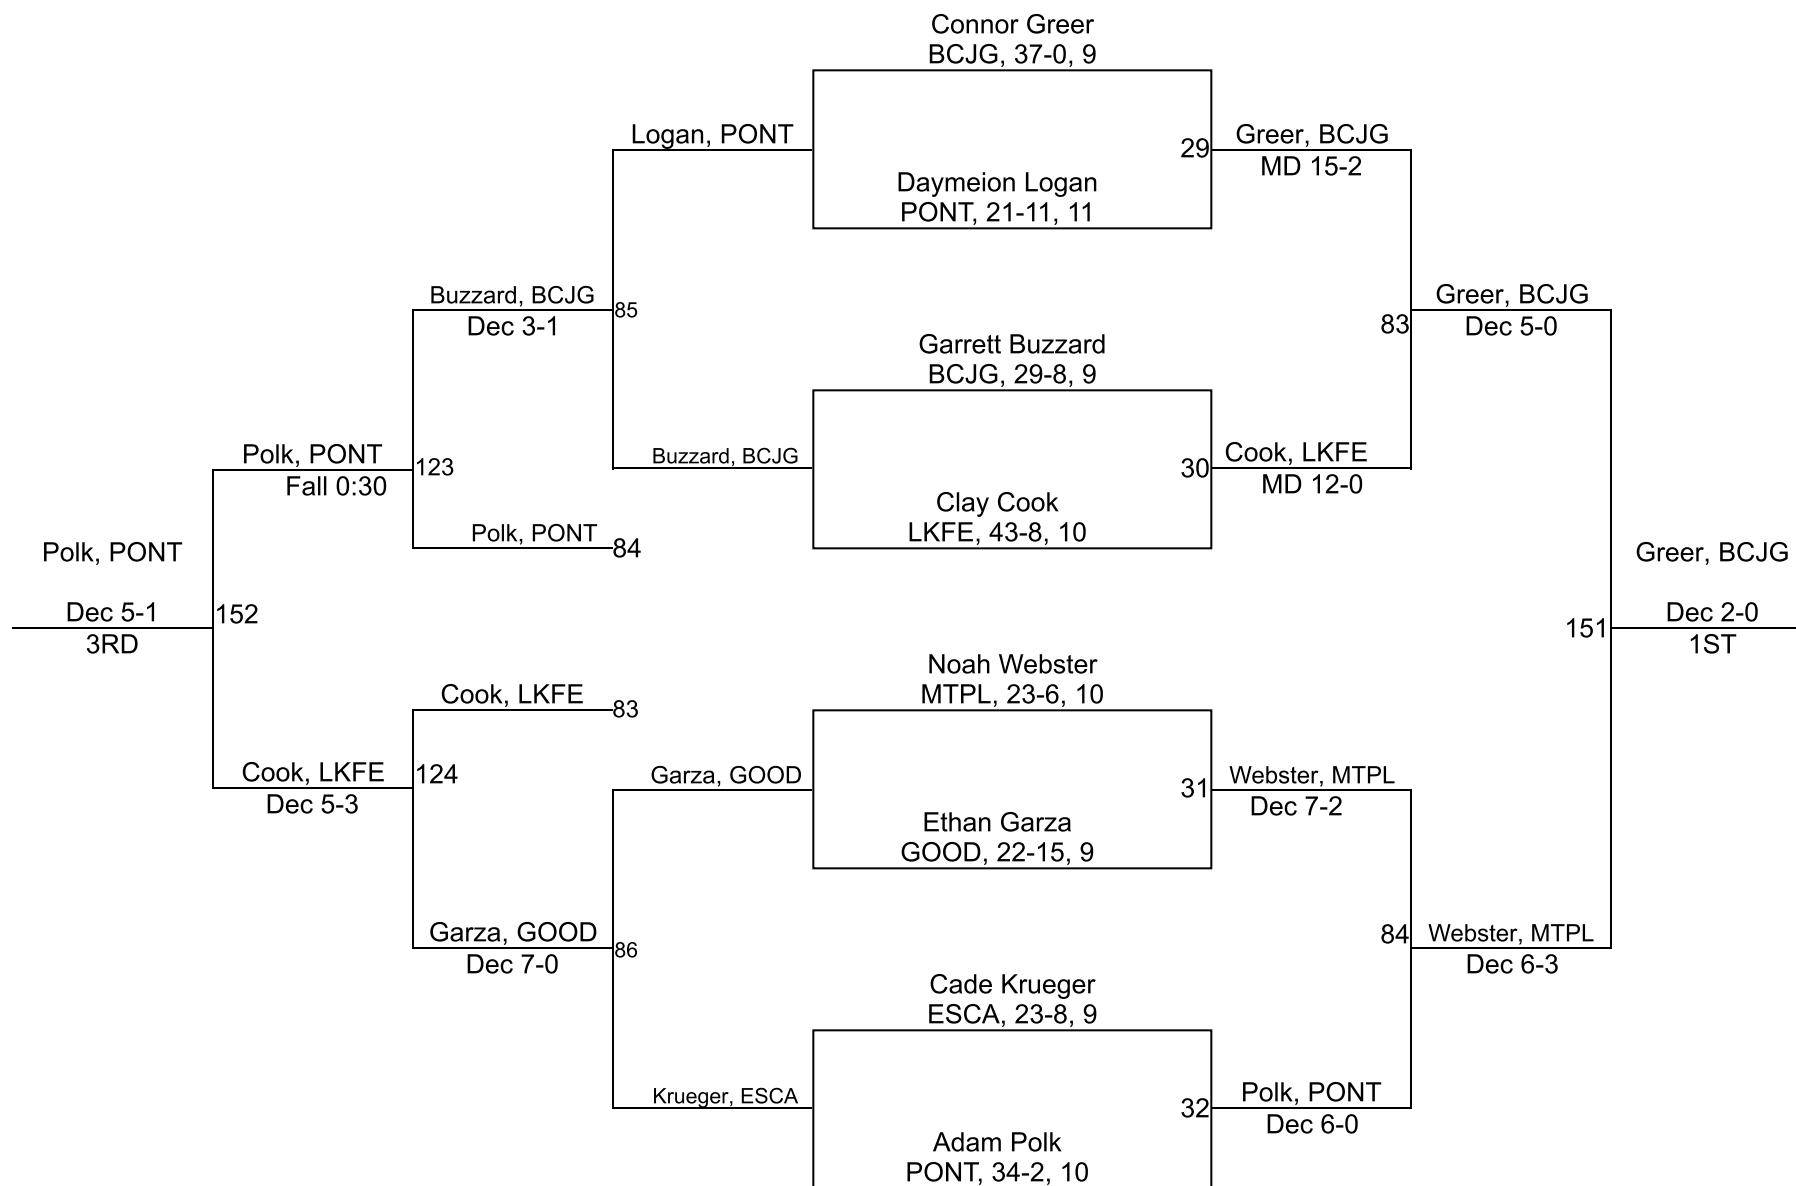 Connor Greer
BCJG, 37-0, 9
Logan, PONT
29
Greer, BCJG
MD 15-2
Daymeion Logan
PONT, 21-11, 11
Buzzard, BCJG
85
Dec 3-1
Greer, BCJG
83
Dec 5-0
Garrett Buzzard
BCJG, 29-8, 9
Polk, PONT
123
Fall 0:30
Buzzard, BCJG
30
Cook, LKFE
MD 12-0
Clay Cook
LKFE, 43-8, 10
Polk, PONT
84
Polk, PONT
Dec 5-1
152
3RD
Greer, BCJG
151
Dec 2-0
1ST
Noah Webster
MTPL, 23-6, 10
Cook, LKFE
83
Cook, LKFE
124
Dec 5-3
Garza, GOOD
31
Webster, MTPL
Dec 7-2
Ethan Garza
GOOD, 22-15, 9
Garza, GOOD
86
Dec 7-0
84
Webster, MTPL
Dec 6-3
Cade Krueger
ESCA, 23-8, 9
Krueger, ESCA
32
Polk, PONT
Dec 6-0
Adam Polk
PONT, 34-2, 10